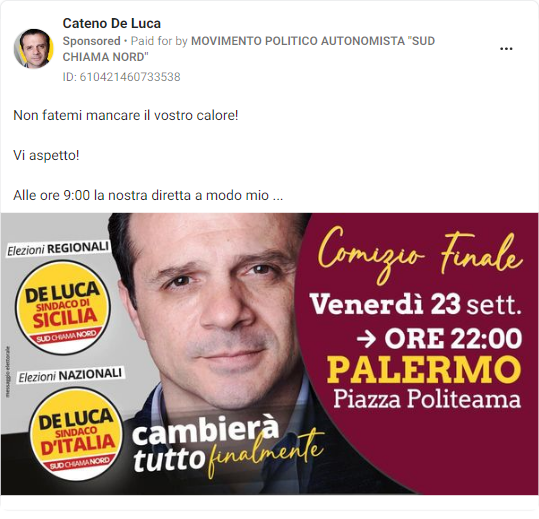 Cateno De Luca
Sponsored • Paid for by MOVIMENTO POLITICO AUTONOMISTA "SUD
CHIAMA NORD"
ID: 610421460733538
Non fatemi mancare il vostro calore!
Vi aspetto!
Alle ore 9:00 la nostra diretta a modo mio ...
Elezioni REGIONALI
DE LUCA
SINDACO DI
SICILIA
SUD CHIAMA NORD
Elezioni NAZIONALI
DE LUCA
SINDACO
D'ITALIA
SUD CHIAMA NORD
messaggio elettorale
cambierà
tutto finalmente
Comizio Finale
Venerdì 23 sett.
→ ORE 22:00
PALERMO
Piazza Politeama